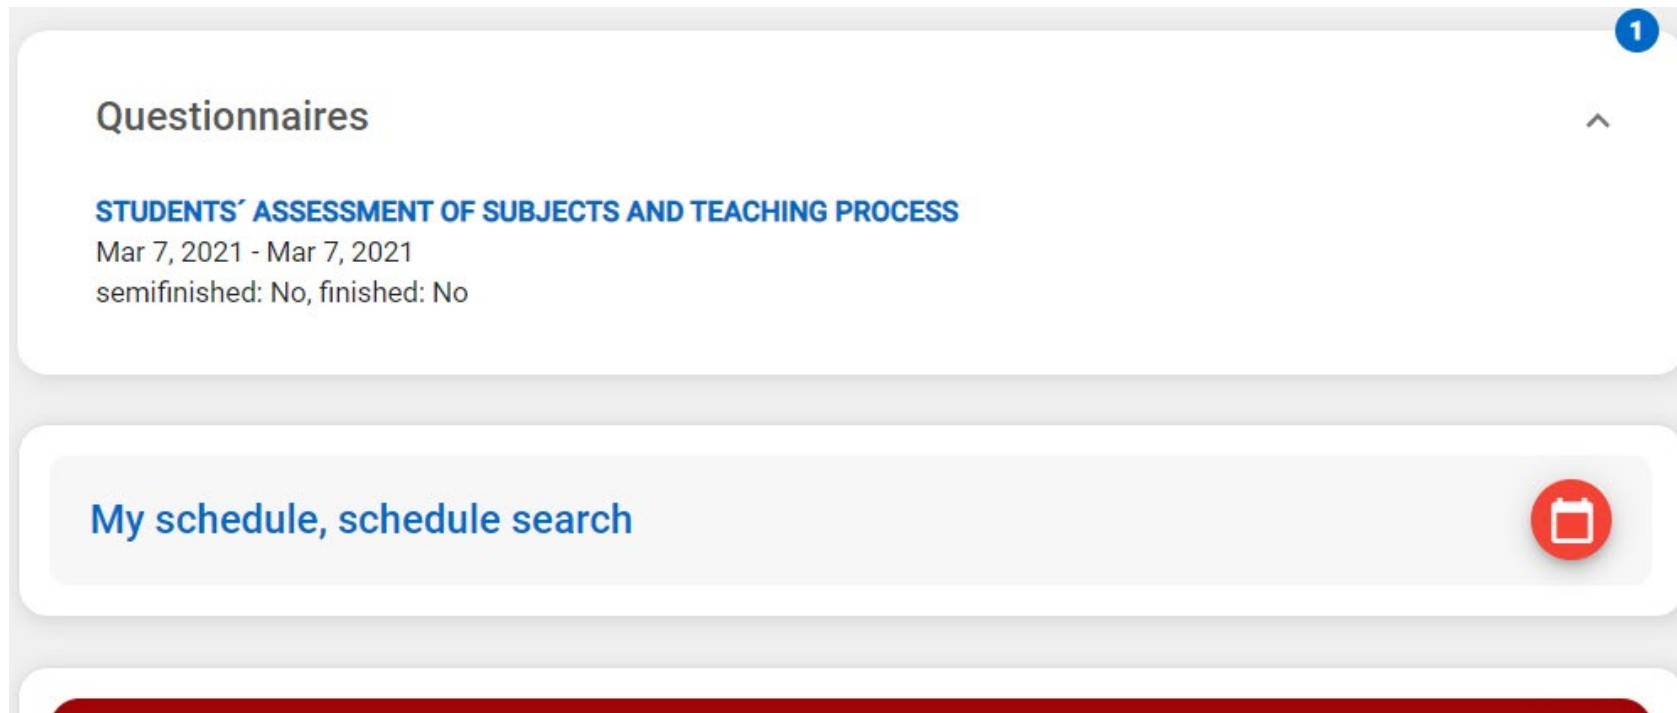 1
Questionnaires
STUDENTS´ ASSESSMENT OF SUBJECTS AND TEACHING PROCESS
Mar 7, 2021 - Mar 7, 2021
semifinished: No, finished: No
My schedule, schedule search